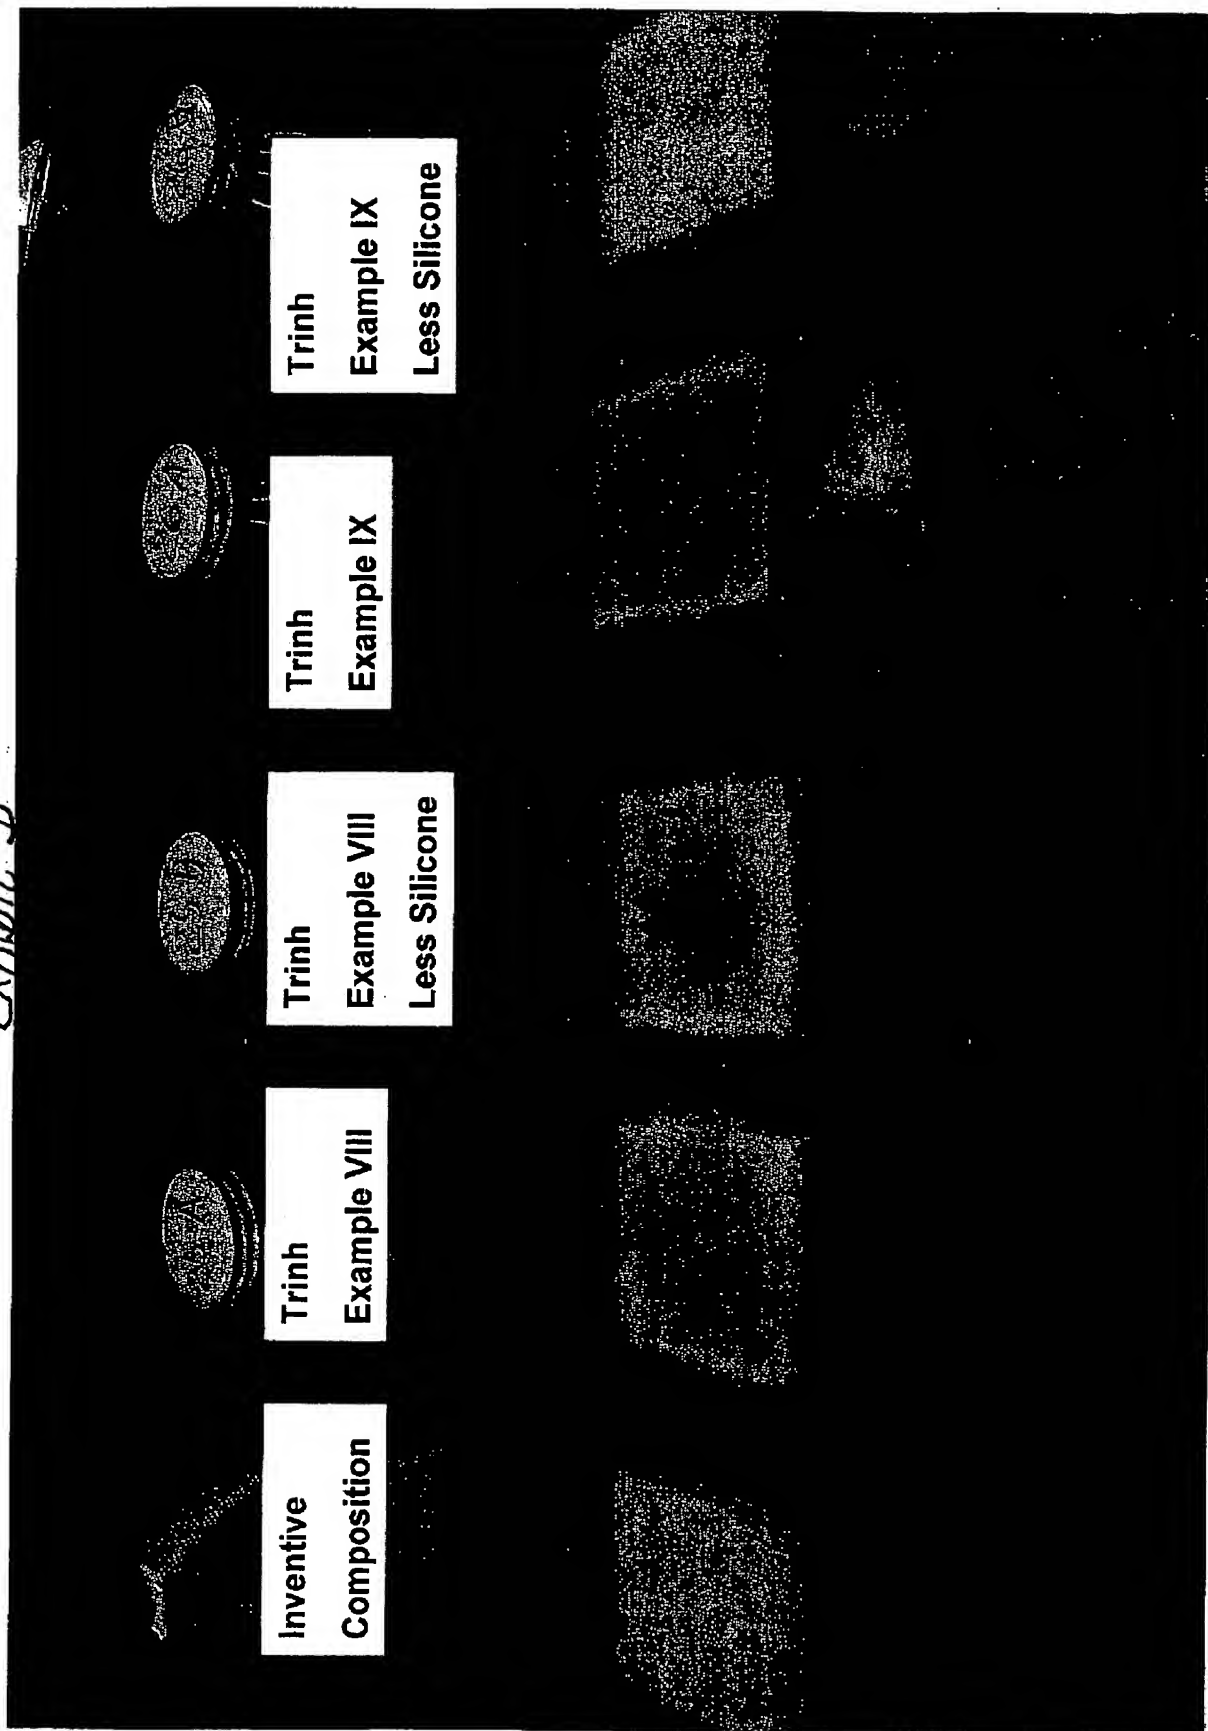 Inventive
Composition
Trinh
Example VIII
Trinh
Example VIII
Less Silicone
Trinh
Example IX
Trinh
Example IX
Less Silicone